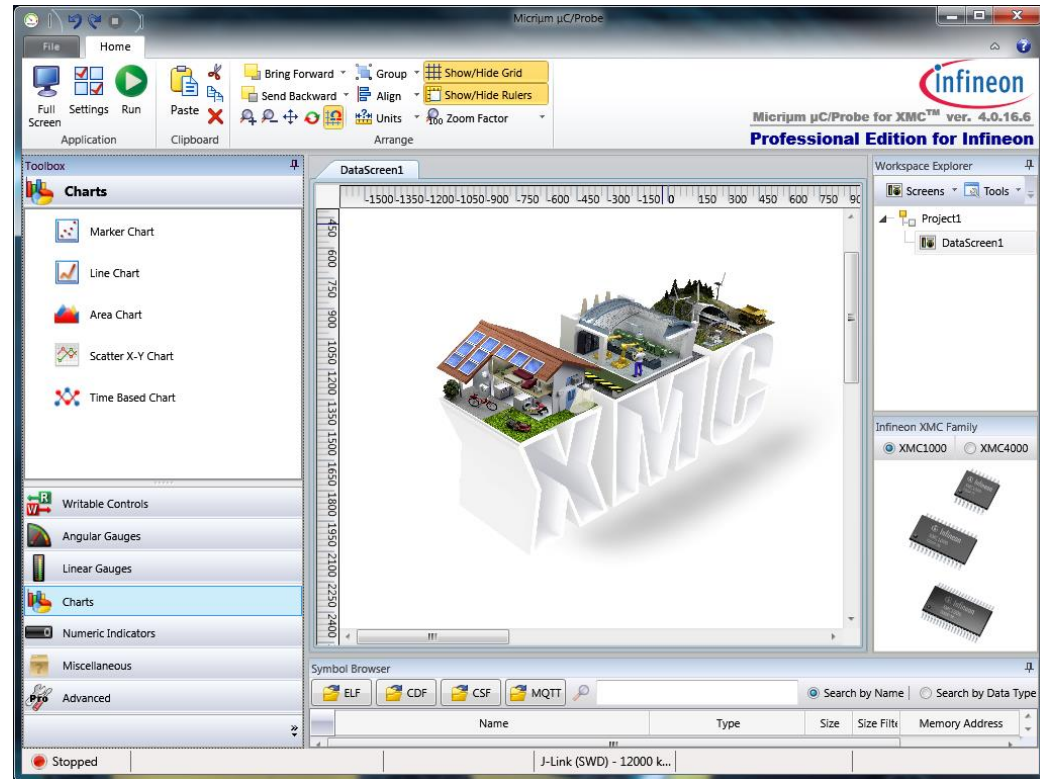 Micriµm µC/Probe
File
Home
Full Screen
Settings
Run
Application
Paste
Clipboard
Bring Forward
Send Backward
Group
Align
Units
Show/Hide Grid
Show/Hide Rulers
Zoom Factor
Arrange
infineon
Micriµm µC/Probe for XMC™ ver. 4.0.16.6
Professional Edition for Infineon
Toolbox
Charts
Marker Chart
Line Chart
Area Chart
Scatter X-Y Chart
Time Based Chart
Writable Controls
Angular Gauges
Linear Gauges
Charts
Numeric Indicators
Miscellaneous
Advanced
DataScreen1
-1500 -1350 -1200 -1050 -900 -750 -600 -450 -300 -150 0 150 300 450 600 750 90
450 600 750 900 1050 1200 1350 1500 1650 1800 1950 2100 2250 2400
XMC
Workspace Explorer
Screens
Tools
Project1
DataScreen1
Infineon XMC Family
XMC1000
XMC4000
Symbol Browser
ELF
CDF
CSF
MQTT
Search by Name
Search by Data Type
Name
Type
Size
Size Filte
Memory Address
Stopped
J-Link (SWD) - 12000 k...